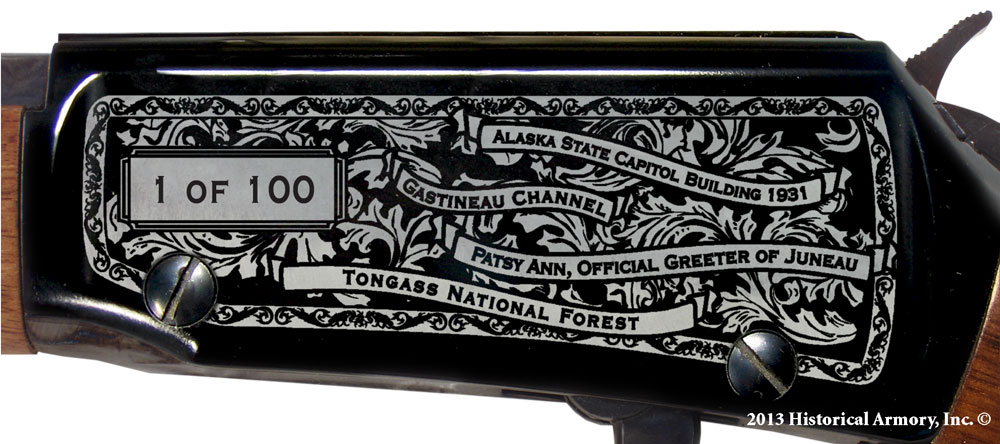 Alaska State Capitol Building 1931
1 of 100
Gastineau Channel
Patsy Ann, Official Greeter of Juneau
Tongass National Forest
2013 Historical Armory, Inc. ©